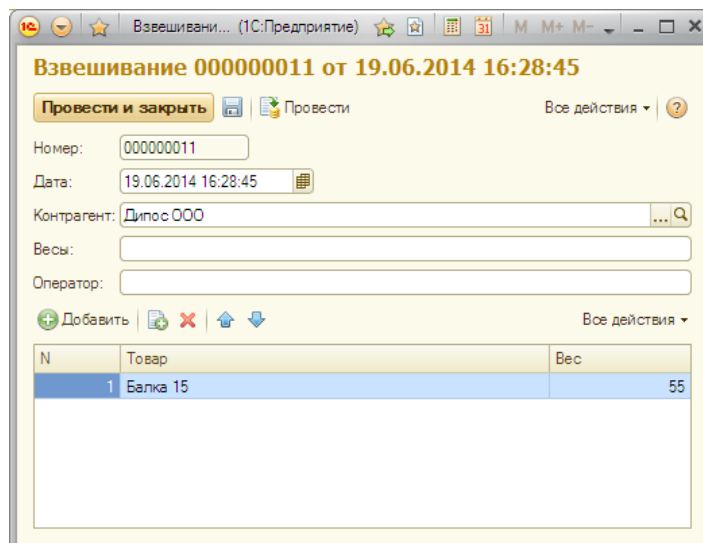 Взвешивани... (1С:Предприятие) 31 M M+ M-
Взвешивание 000000011 от 19.06.2014 16:28:45
Провести и закрыть Провести Все действия ?
Номер: 000000011
Дата: 19.06.2014 16:28:45
Контрагент: Дипос ООО ...
Весы:
Оператор:
Добавить Все действия
N Товар Вес
1 Балка 15 55